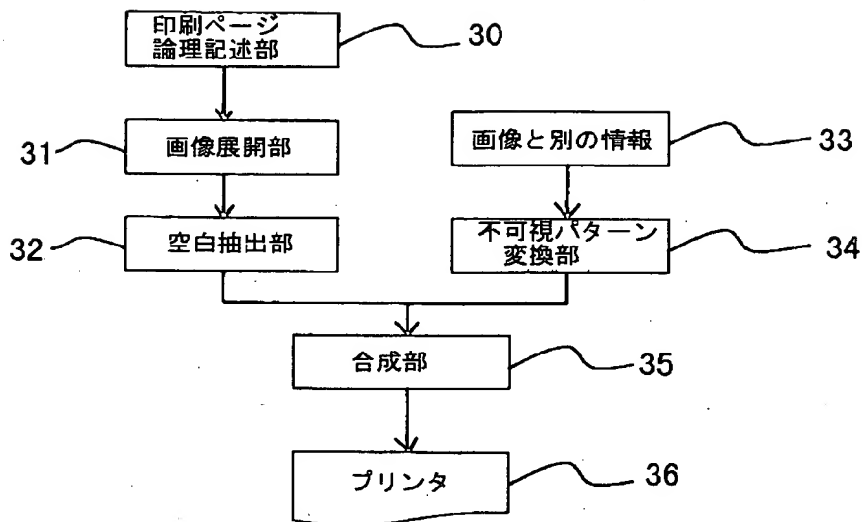 印刷ページ
論理記述部
30
31
画像展開部
画像と別の情報
33
32
空白抽出部
不可視パターン
変換部
34
合成部
35
プリンタ
36